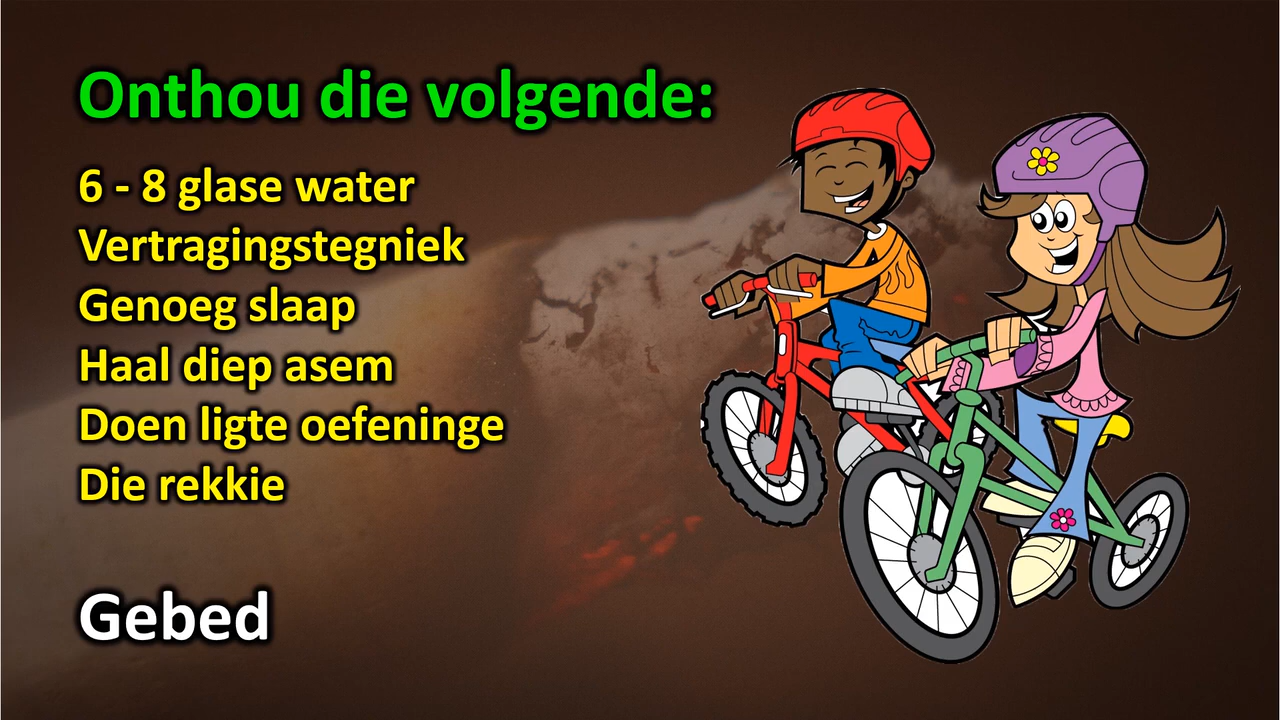 Onthou die volgende:
6 - 8 glase water
Vertragingstegniek
Genoeg slaap
Haal diep asem
Doen ligte oefeninge
Die rekkie
Gebed